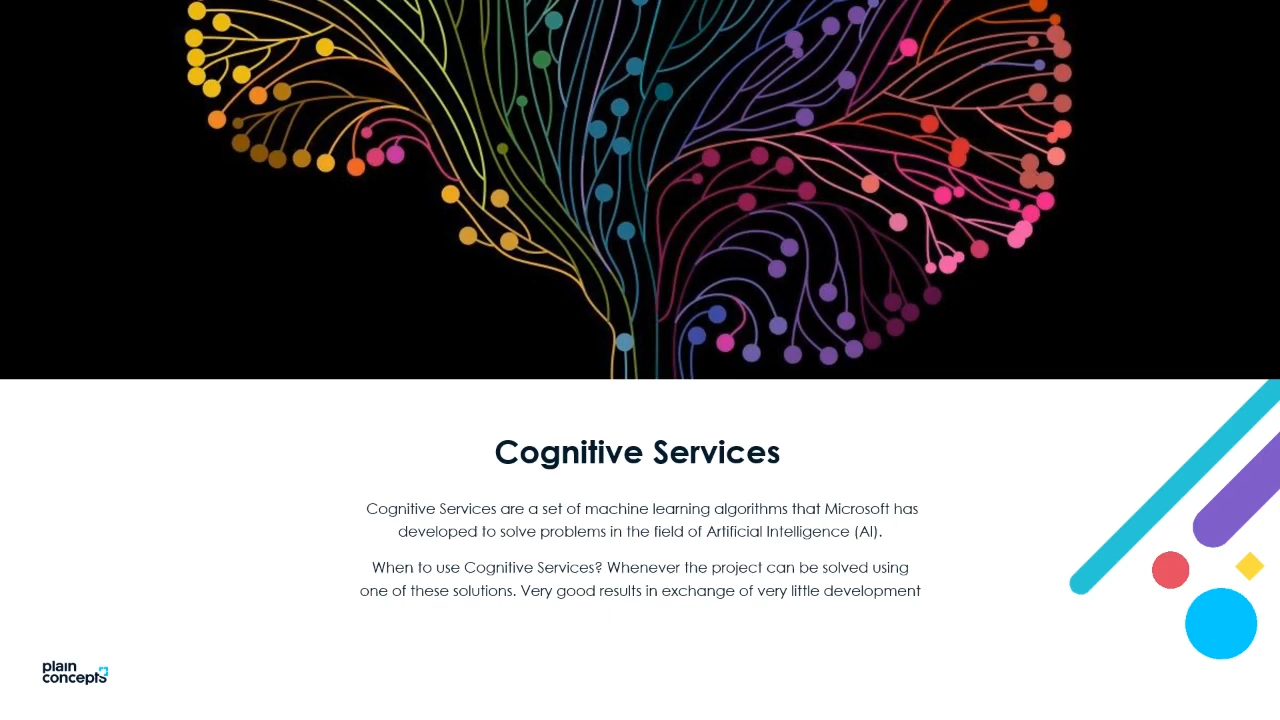 Cognitive Services
Cognitive Services are a set of machine learning algorithms that Microsoft has
developed to solve problems in the field of Artificial Intelligence (AI).
When to use Cognitive Services? Whenever the project can be solved using
one of these solutions. Very good results in exchange of very little development
plain
concepts